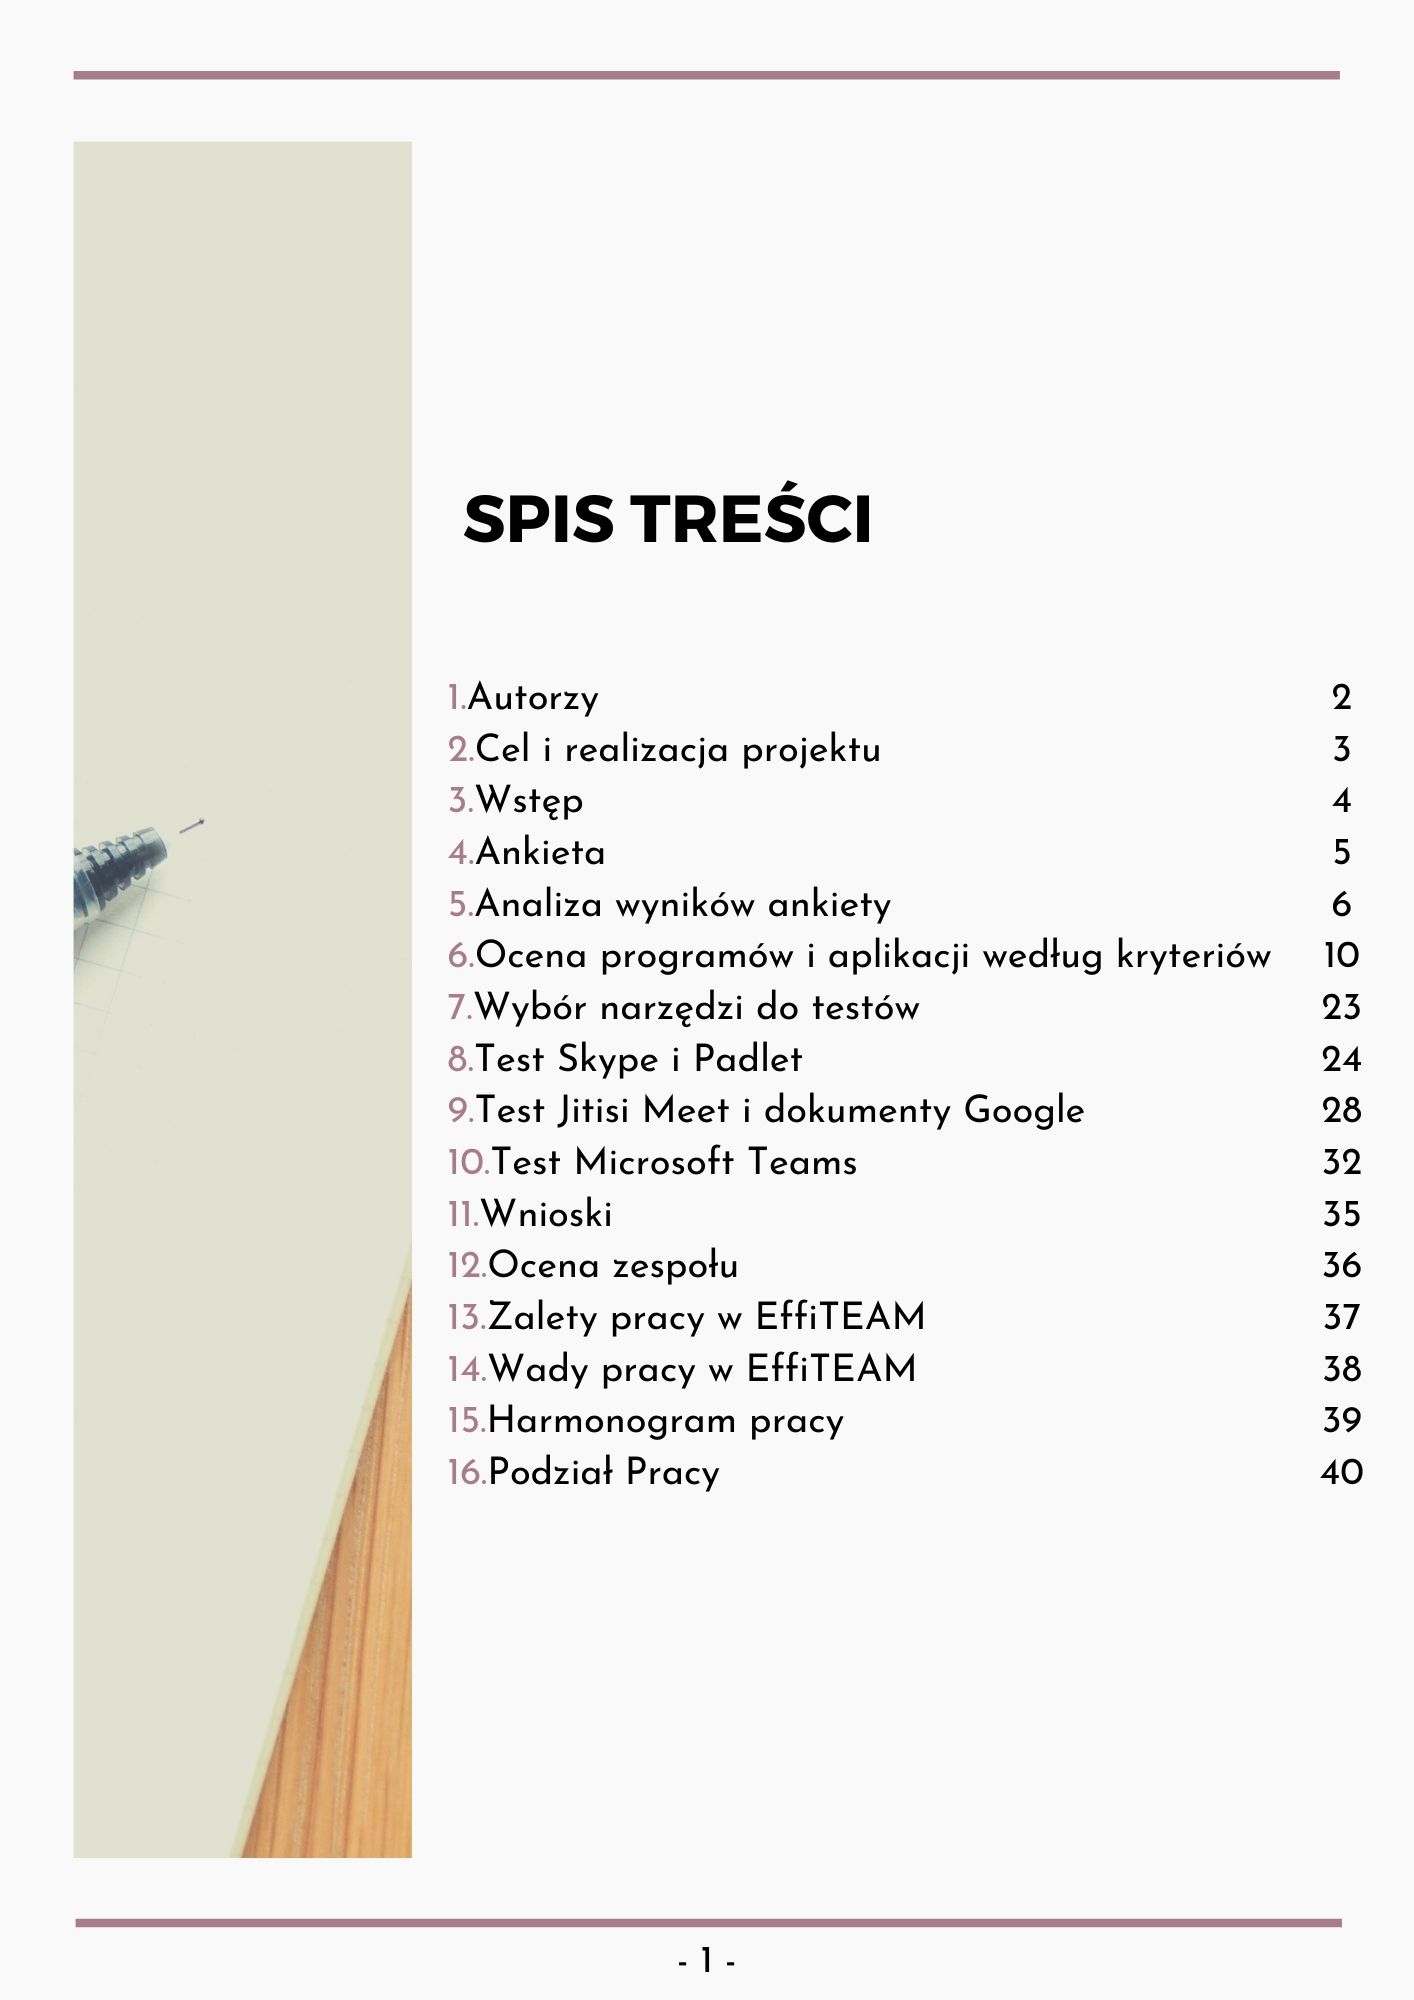 SPIS TREŚCI
1.Autorzy 2
2.Cel i realizacja projektu 3
3.Wstęp 4
4.Ankieta 5
5.Analiza wyników ankiety 6
6.Ocena programów i aplikacji według kryteriów 10
7.Wybór narzędzi do testów 23
8.Test Skype i Padlet 24
9.Test Jitisi Meet i dokumenty Google 28
10.Test Microsoft Teams 32
11.Wnioski 35
12.Ocena zespołu 36
13.Zalety pracy w EffiTEAM 37
14.Wady pracy w EffiTEAM 38
15.Harmonogram pracy 39
16.Podział Pracy 40
- 1 -